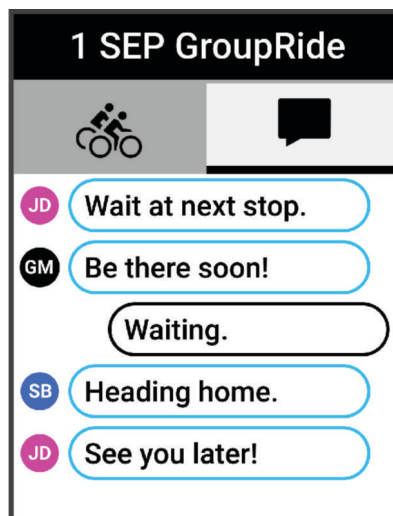 1 SEP GroupRide
JD Wait at next stop.
GM Be there soon!
Waiting.
SB Heading home.
JD See you later!